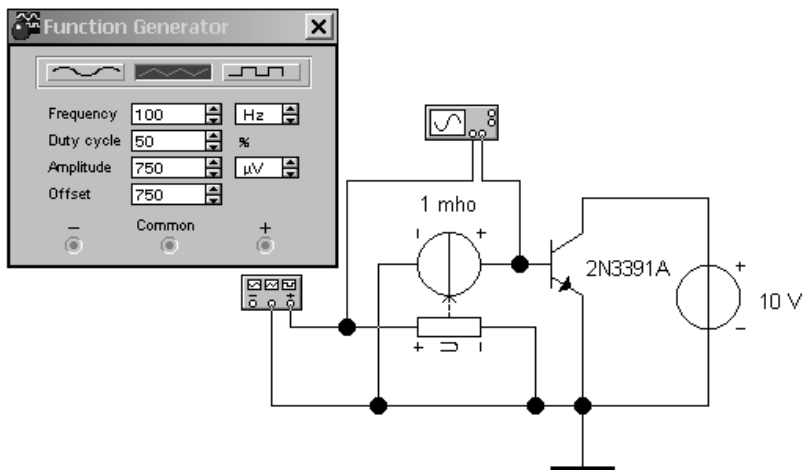 Function Generator
Frequency 100 Hz
Duty cycle 50 %
Amplitude 750 µV
Offset 750
− Common +
1 mho
− +
2N3391A
+
10 V
−
− +
+ U −